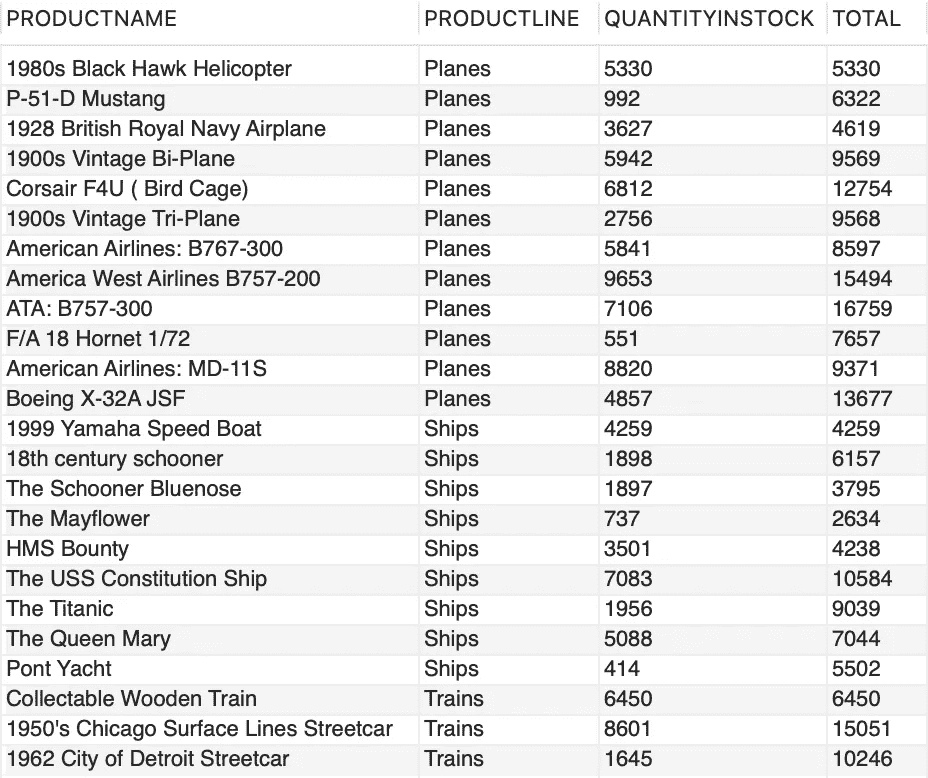 PRODUCTNAME PRODUCTLINE QUANTITYINSTOCK TOTAL
1980s Black Hawk Helicopter Planes 5330 5330
P-51-D Mustang Planes 992 6322
1928 British Royal Navy Airplane Planes 3627 4619
1900s Vintage Bi-Plane Planes 5942 9569
Corsair F4U ( Bird Cage) Planes 6812 12754
1900s Vintage Tri-Plane Planes 2756 9568
American Airlines: B767-300 Planes 5841 8597
America West Airlines B757-200 Planes 9653 15494
ATA: B757-300 Planes 7106 16759
F/A 18 Hornet 1/72 Planes 551 7657
American Airlines: MD-11S Planes 8820 9371
Boeing X-32A JSF Planes 4857 13677
1999 Yamaha Speed Boat Ships 4259 4259
18th century schooner Ships 1898 6157
The Schooner Bluenose Ships 1897 3795
The Mayflower Ships 737 2634
HMS Bounty Ships 3501 4238
The USS Constitution Ship Ships 7083 10584
The Titanic Ships 1956 9039
The Queen Mary Ships 5088 7044
Pont Yacht Ships 414 5502
Collectable Wooden Train Trains 6450 6450
1950's Chicago Surface Lines Streetcar Trains 8601 15051
1962 City of Detroit Streetcar Trains 1645 10246